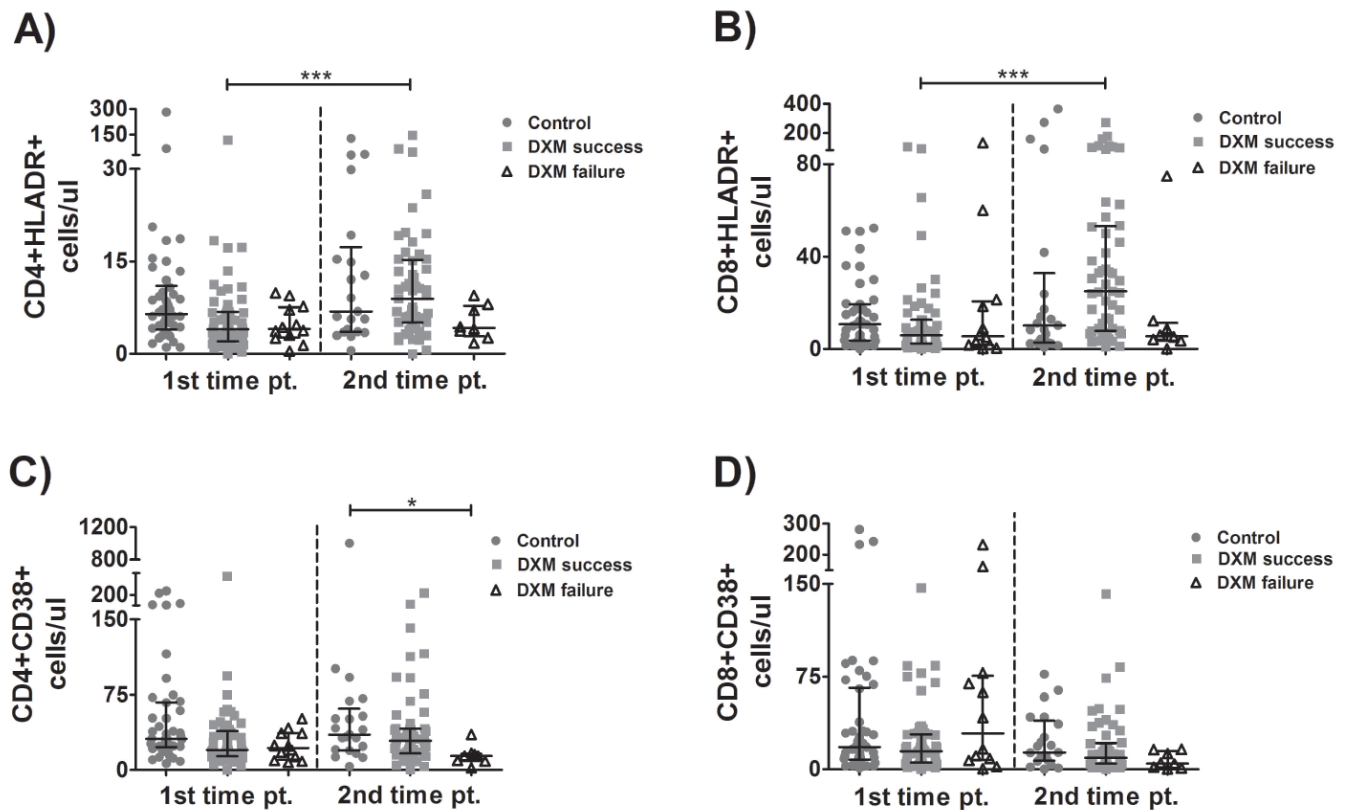 A)
***
300
150
30
15
0
CD4+HLADR+
cells/ul
Control
DXM success
DXM failure
1st time pt.
2nd time pt.
B)
***
400
200
80
40
0
CD8+HLADR+
cells/ul
Control
DXM success
DXM failure
1st time pt.
2nd time pt.
C)
*
1200
800
200
150
75
0
CD4+CD38+
cells/ul
Control
DXM success
DXM failure
1st time pt.
2nd time pt.
D)
300
200
150
75
0
CD8+CD38+
cells/ul
Control
DXM success
DXM failure
1st time pt.
2nd time pt.